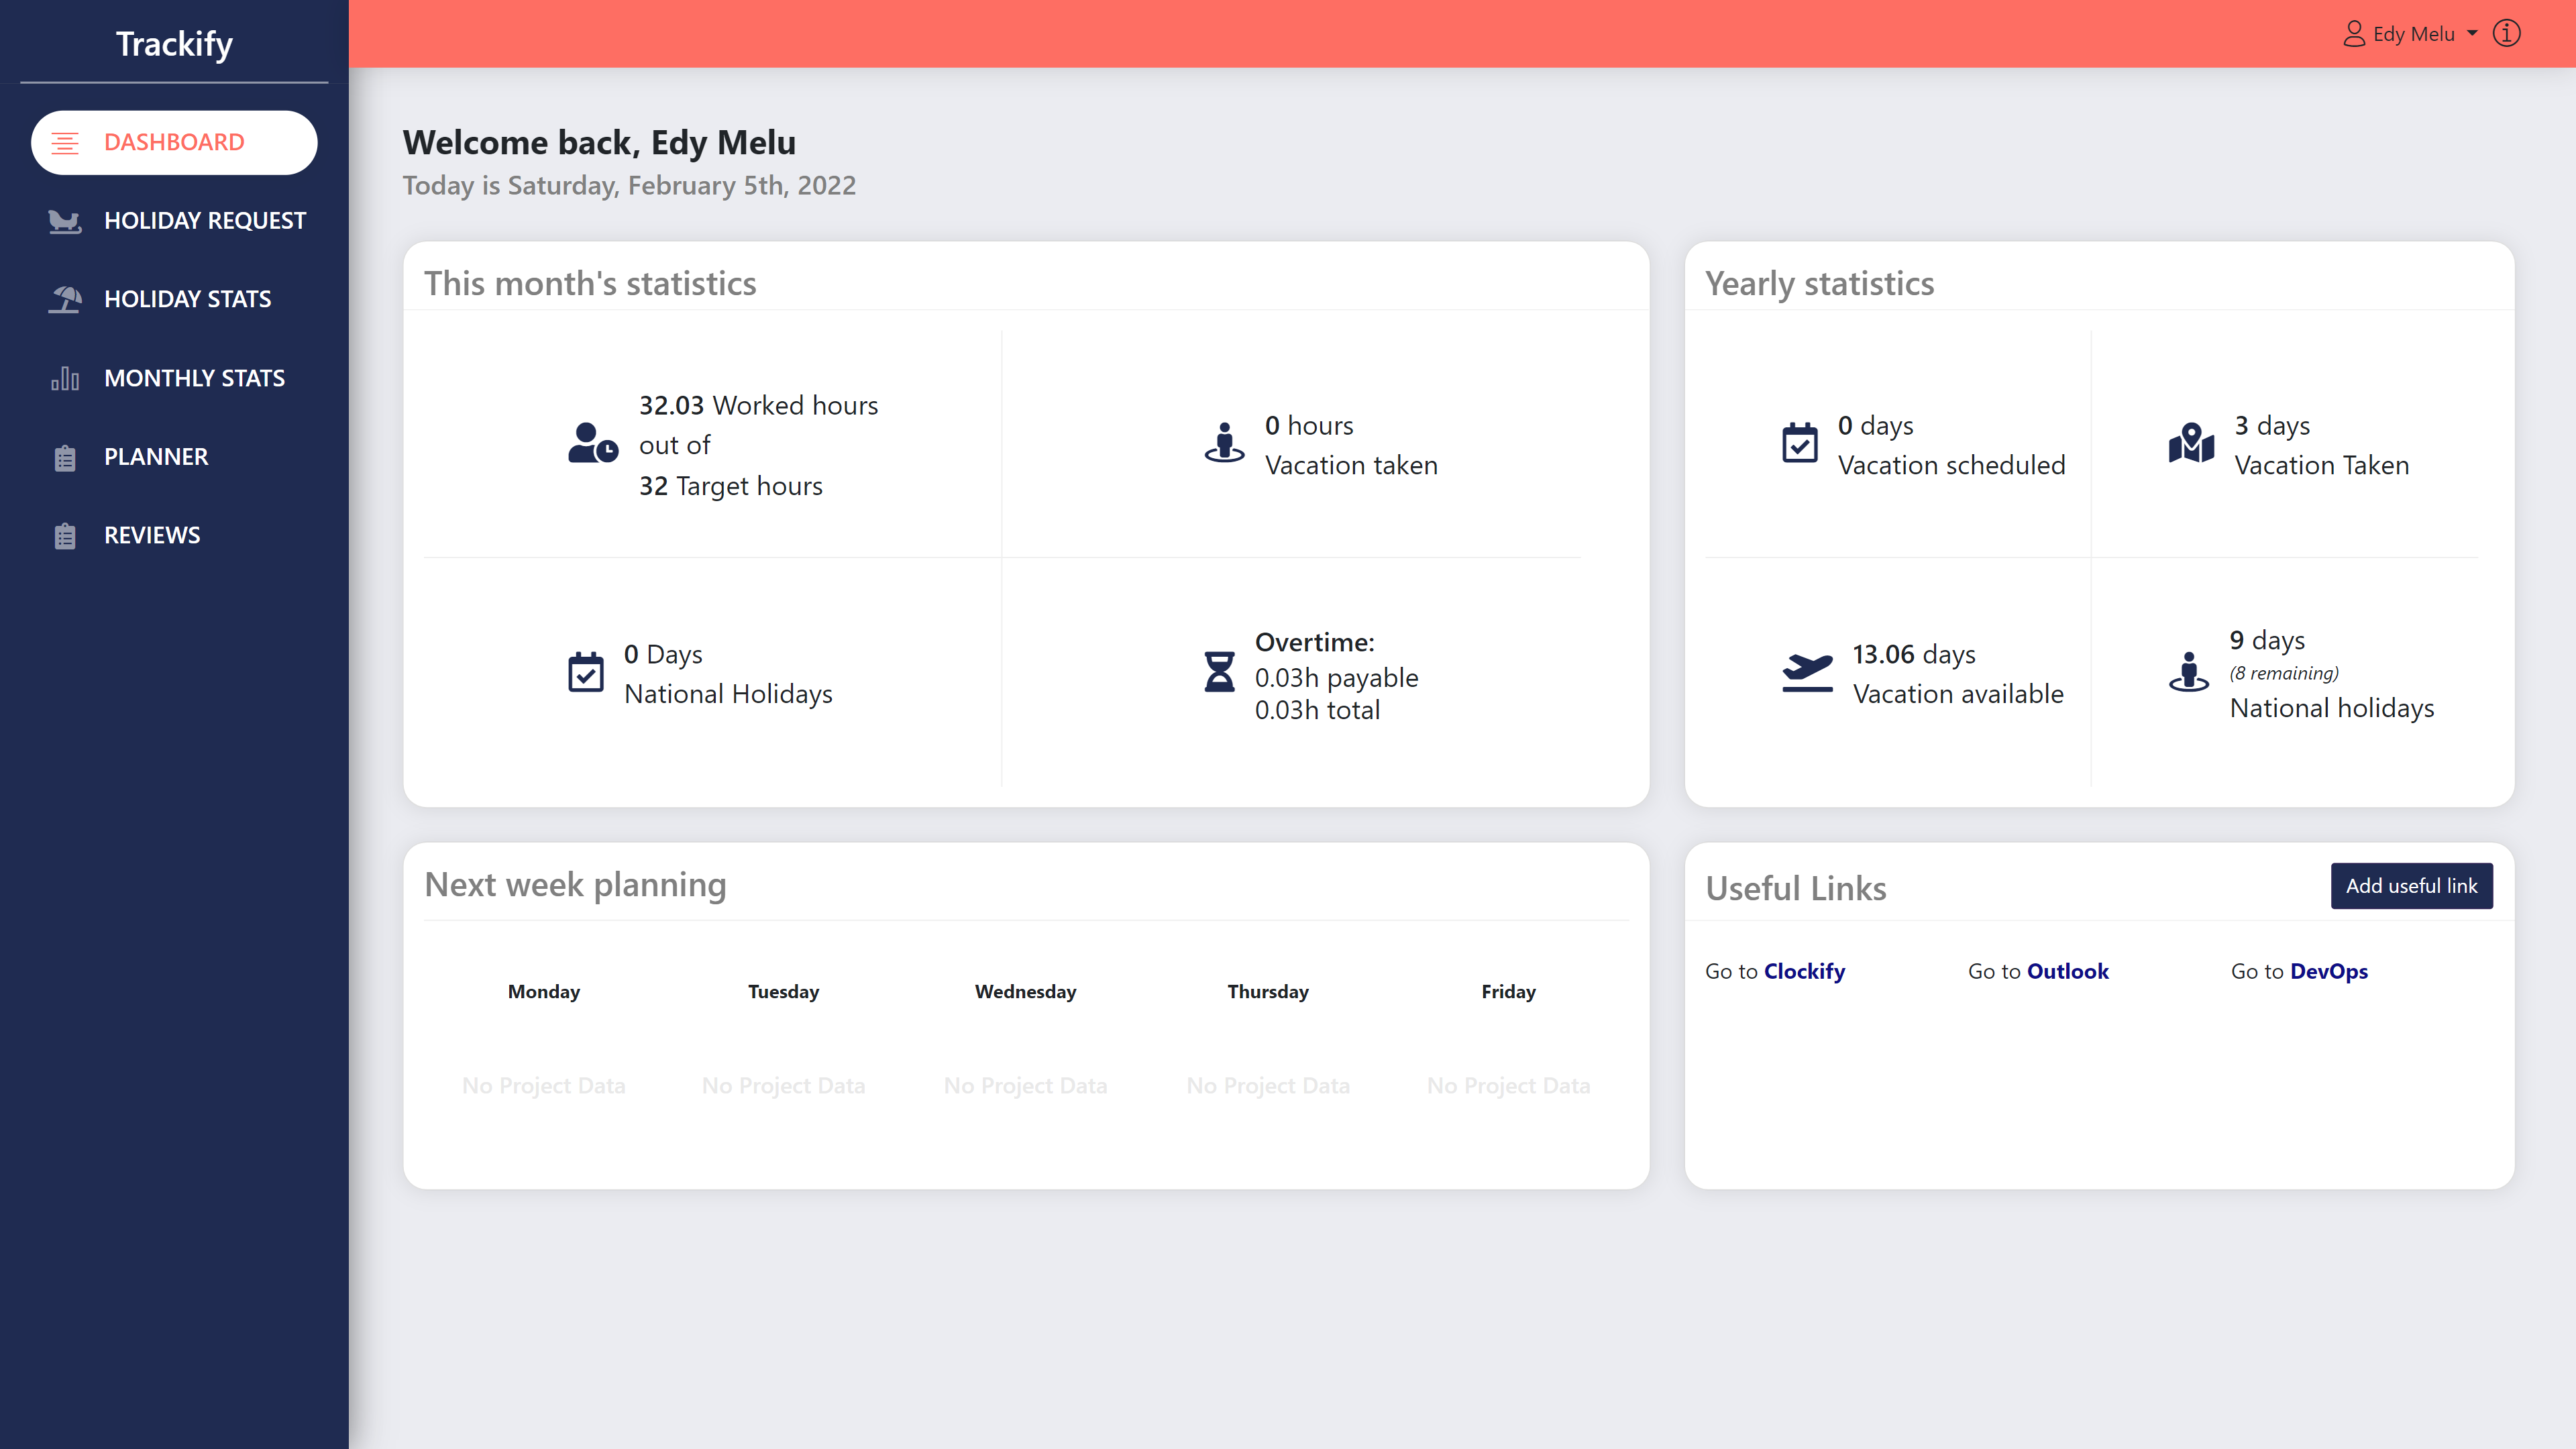 Trackify
DASHBOARD
HOLIDAY REQUEST
HOLIDAY STATS
MONTHLY STATS
PLANNER
REVIEWS
Edy Melu
Welcome back, Edy Melu
Today is Saturday, February 5th, 2022
This month's statistics
32.03 Worked hours
out of
32 Target hours
0 hours
Vacation taken
0 Days
National Holidays
Overtime:
0.03h payable
0.03h total
Yearly statistics
0 days
Vacation scheduled
3 days
Vacation Taken
13.06 days
Vacation available
9 days
(8 remaining)
National holidays
Next week planning
Monday Tuesday Wednesday Thursday Friday
No Project Data No Project Data No Project Data No Project Data No Project Data
Useful Links
Add useful link
Go to Clockify Go to Outlook Go to DevOps